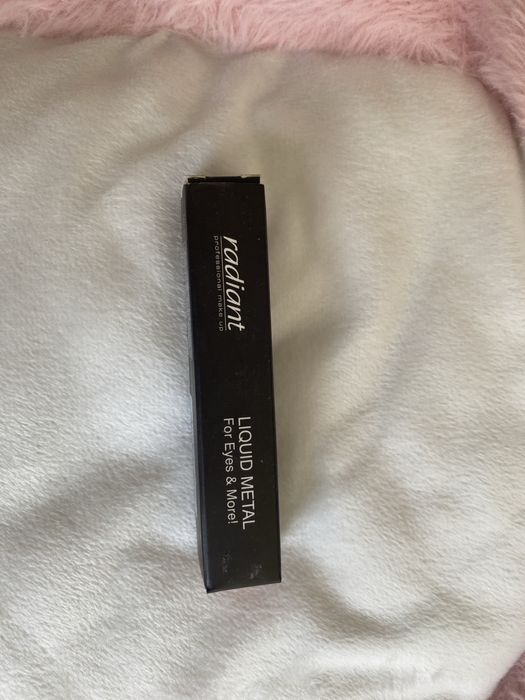 radiant
professional make up
LIQUID METAL
For Eyes & More!